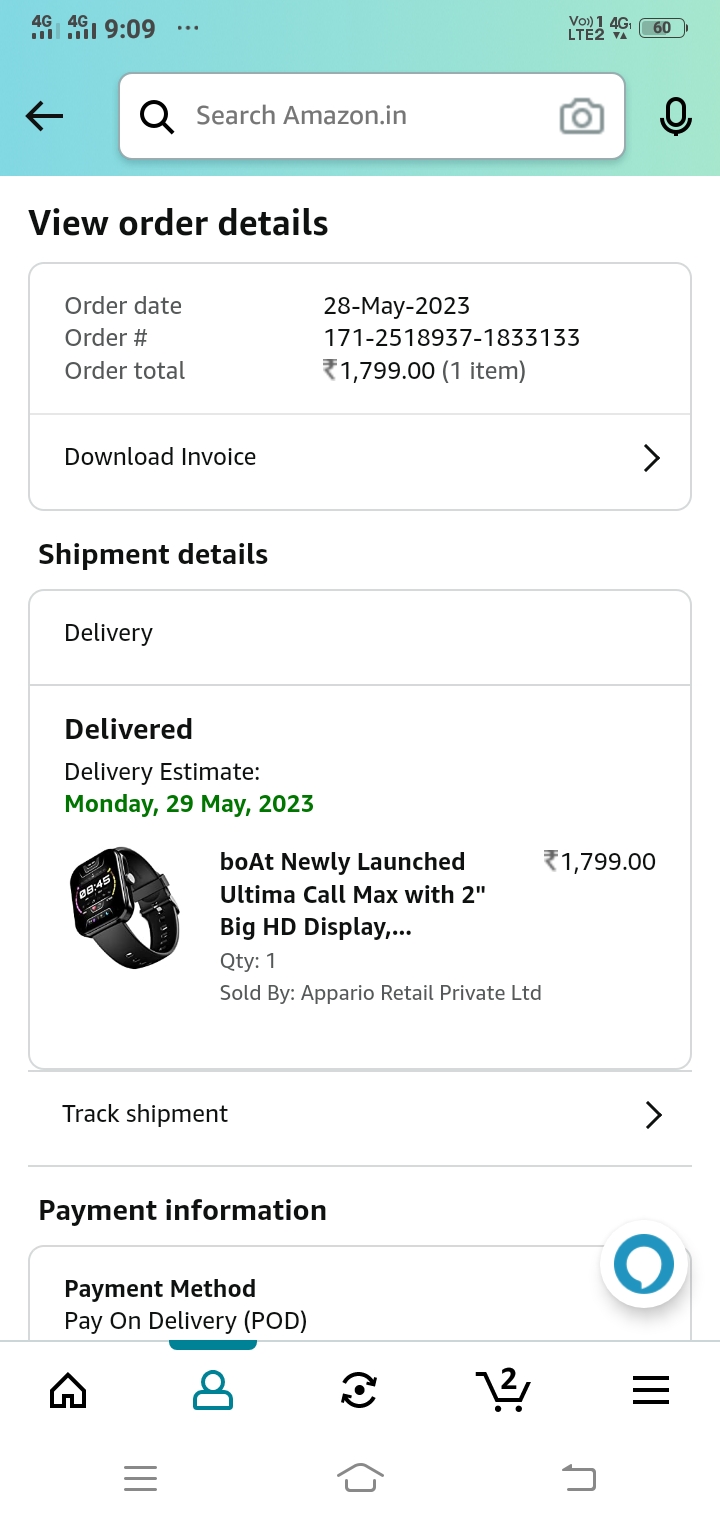 4G 4G 9:09 ... Vo)) 1 4G 60
LTE2
Search Amazon.in
View order details
Order date 28-May-2023
Order # 171-2518937-1833133
Order total ₹1,799.00 (1 item)
Download Invoice
Shipment details
Delivery
Delivered
Delivery Estimate:
Monday, 29 May, 2023
08:45
boAt Newly Launched ₹1,799.00
Ultima Call Max with 2"
Big HD Display,...
Qty: 1
Sold By: Appario Retail Private Ltd
Track shipment
Payment information
Payment Method
Pay On Delivery (POD)
2